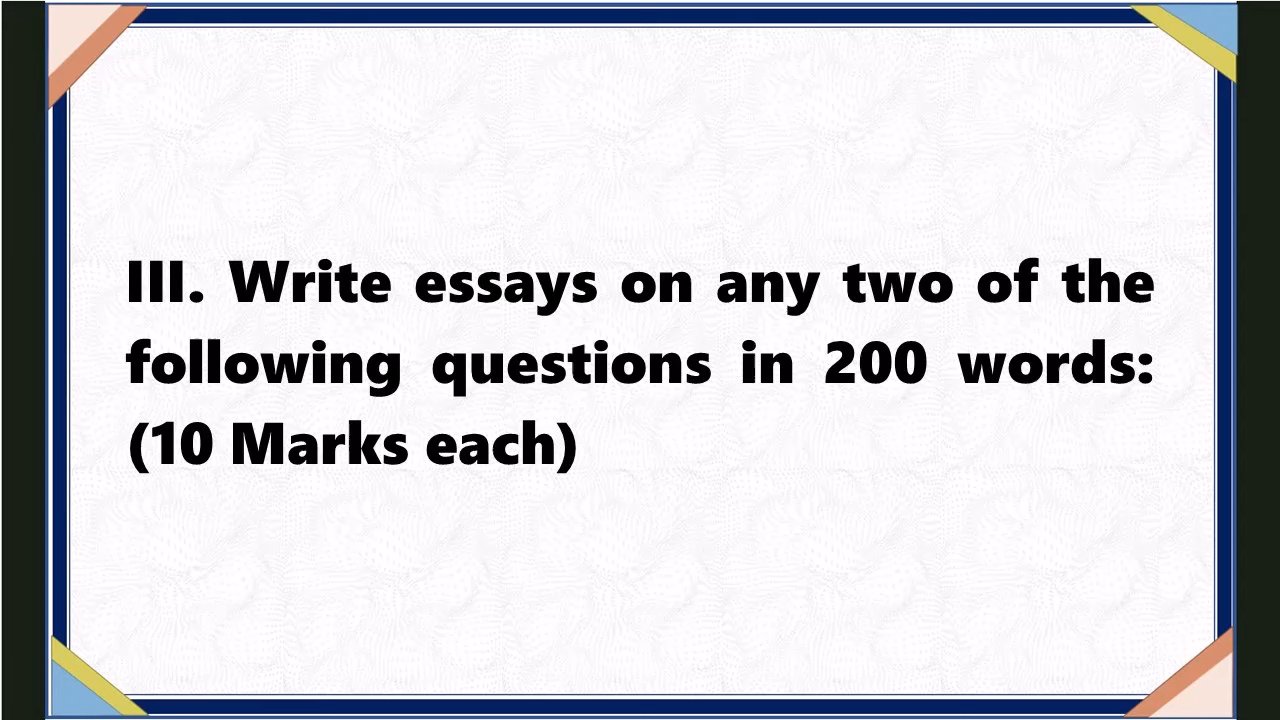 III. Write essays on any two of the
following questions in 200 words:
(10 Marks each)